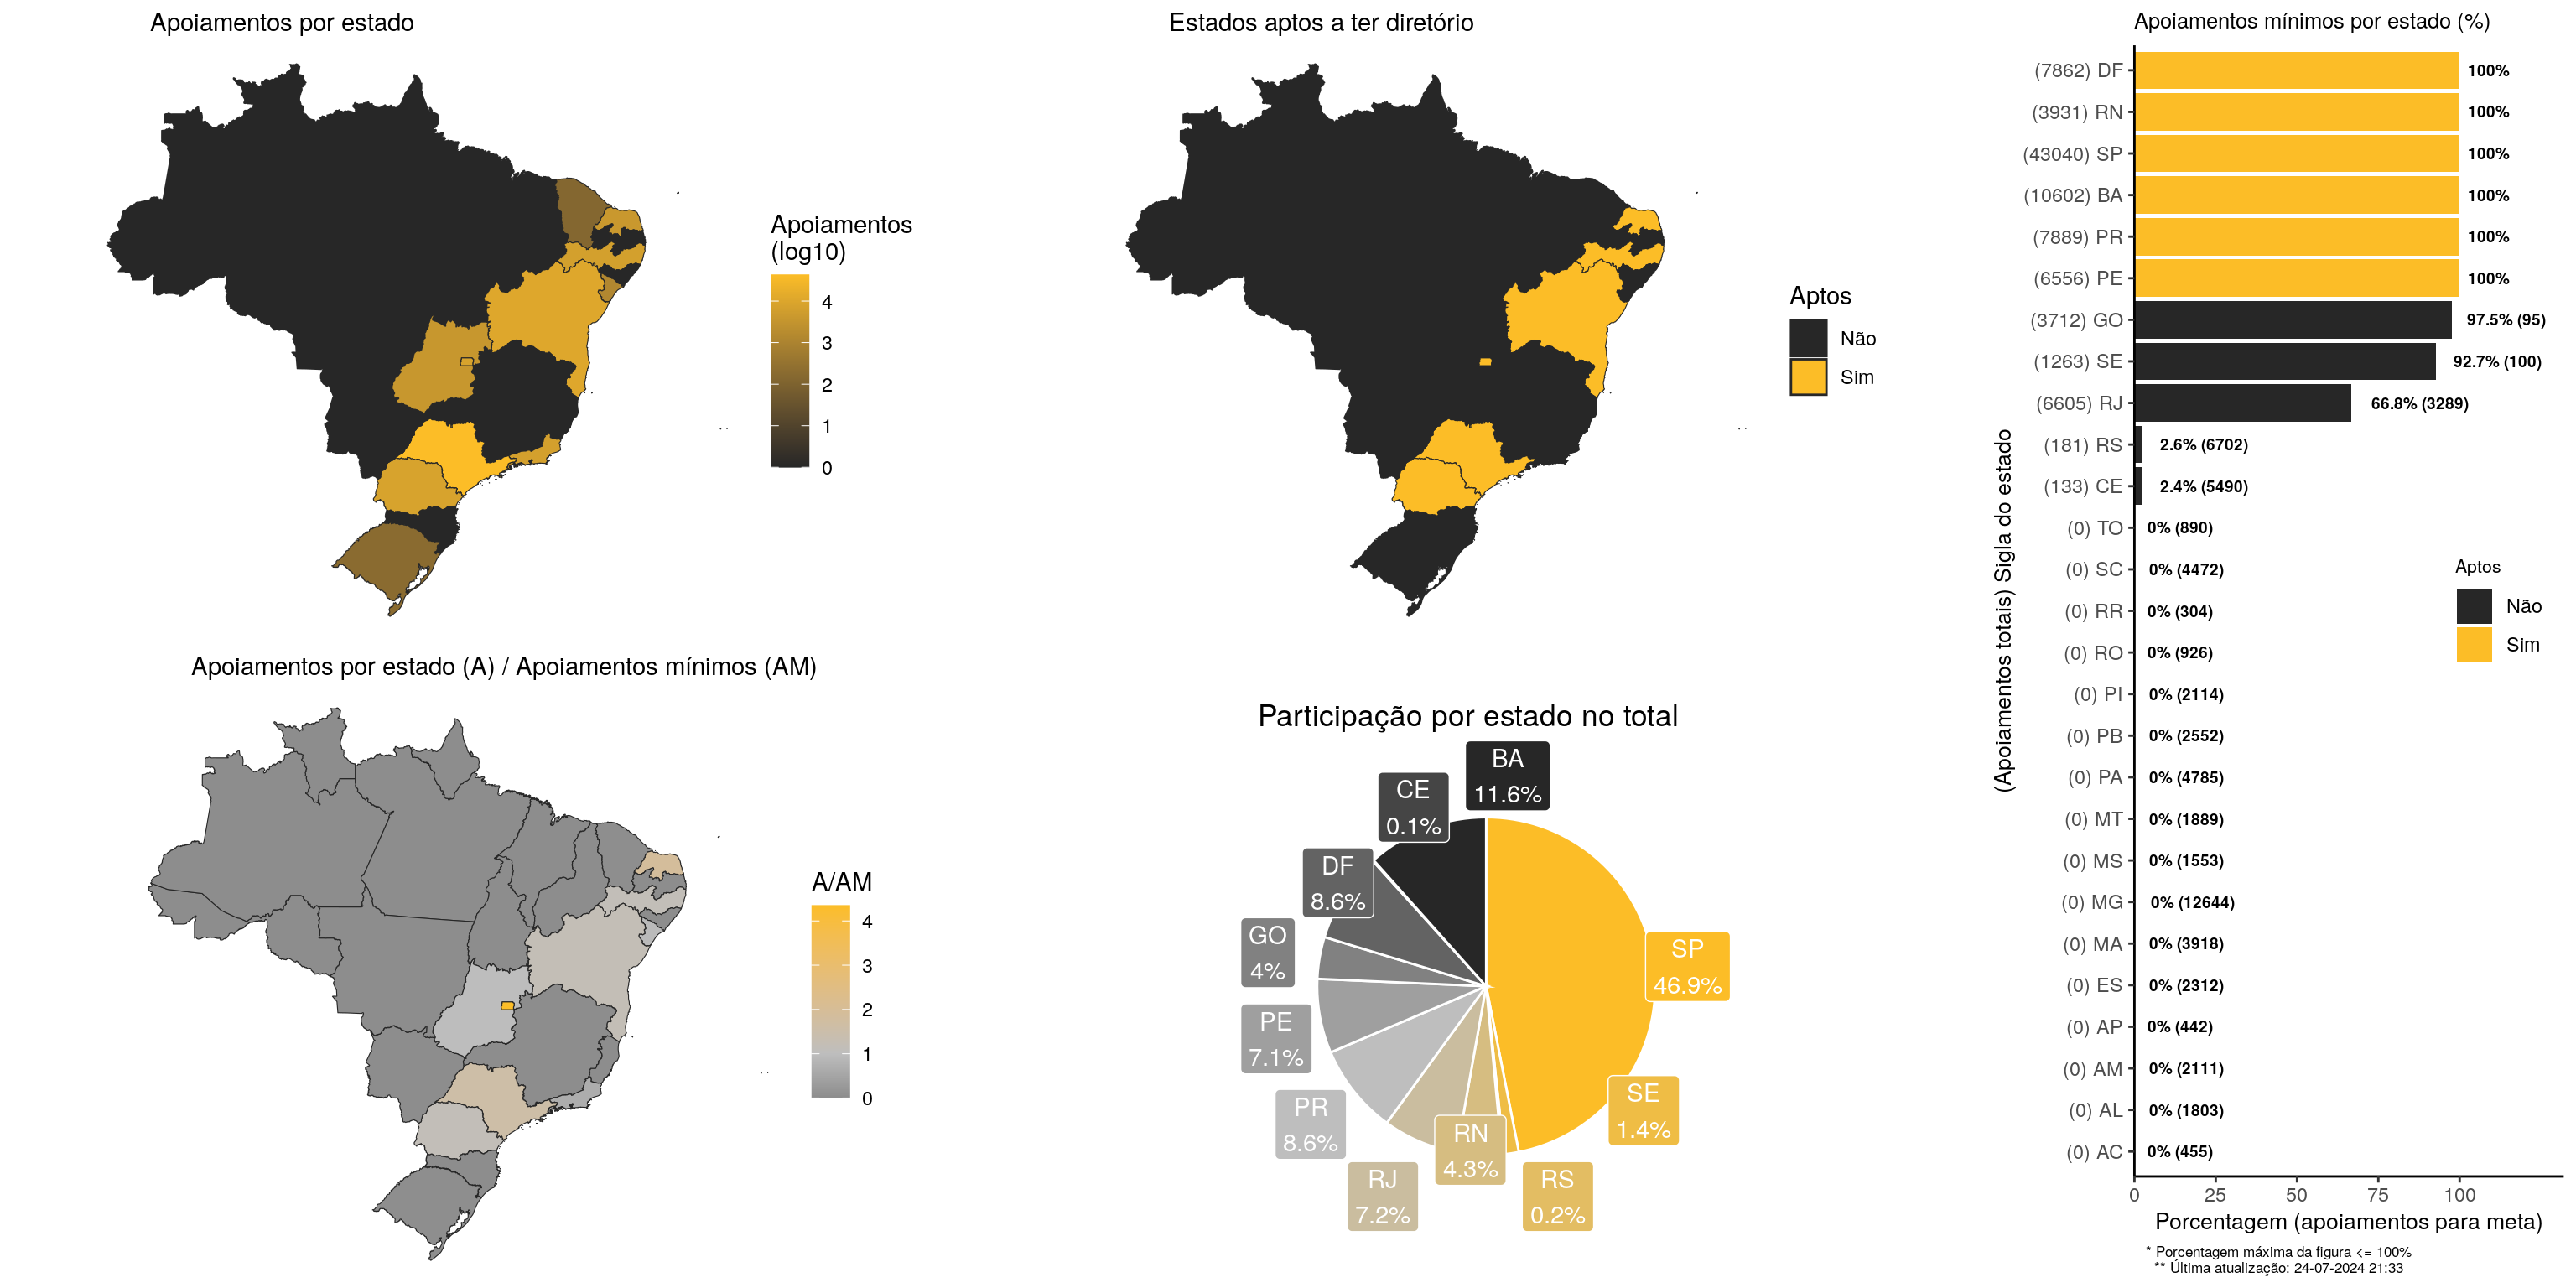 Apoiamentos por estado
Apoiamentos
(log10)
4
3
2
1
0
Estados aptos a ter diretório
Aptos
Não
Sim
Apoiamentos por estado (A) / Apoiamentos mínimos (AM)
A/AM
4
3
2
1
0
Participação por estado no total
BA
11.6%
CE
0.1%
DF
8.6%
GO
4%
PE
7.1%
PR
8.6%
RJ
7.2%
RN
4.3%
RS
0.2%
SE
1.4%
SP
46.9%
Apoiamentos mínimos por estado (%)
(Apoiamentos totais) Sigla do estado
(7862) DF 100%
(3931) RN 100%
(43040) SP 100%
(10602) BA 100%
(7889) PR 100%
(6556) PE 100%
(3712) GO 97.5% (95)
(1263) SE 92.7% (100)
(6605) RJ 66.8% (3289)
(181) RS 2.6% (6702)
(133) CE 2.4% (5490)
(0) TO 0% (890)
(0) SC 0% (4472)
(0) RR 0% (304)
(0) RO 0% (926)
(0) PI 0% (2114)
(0) PB 0% (2552)
(0) PA 0% (4785)
(0) MT 0% (1889)
(0) MS 0% (1553)
(0) MG 0% (12644)
(0) MA 0% (3918)
(0) ES 0% (2312)
(0) AP 0% (442)
(0) AM 0% (2111)
(0) AL 0% (1803)
(0) AC 0% (455)
Aptos
Não
Sim
0 25 50 75 100
Porcentagem (apoiamentos para meta)
* Porcentagem máxima da figura <= 100%
** Última atualização: 24-07-2024 21:33